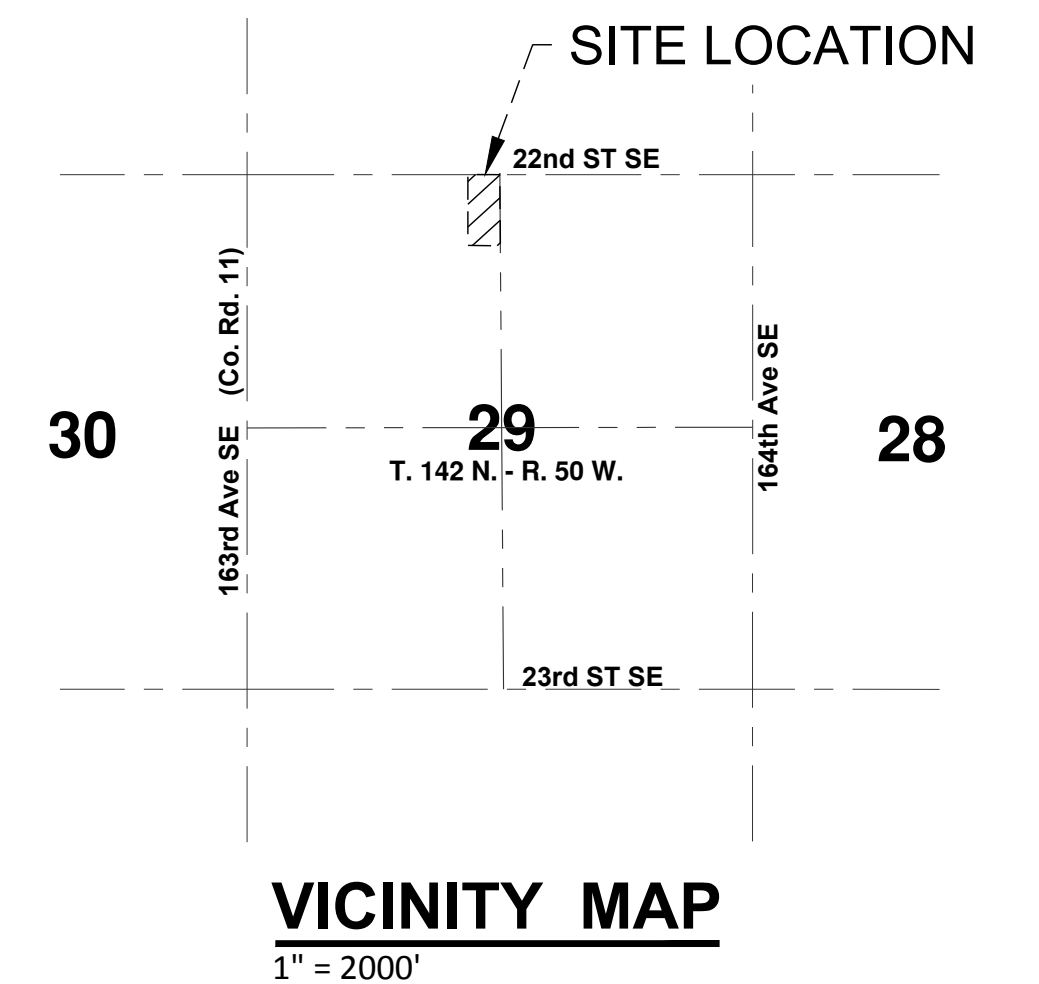 SITE LOCATION
22nd ST SE
163rd Ave SE (Co. Rd. 11)
164th Ave SE
30
29
28
T. 142 N. - R. 50 W.
23rd ST SE
VICINITY MAP
1" = 2000'